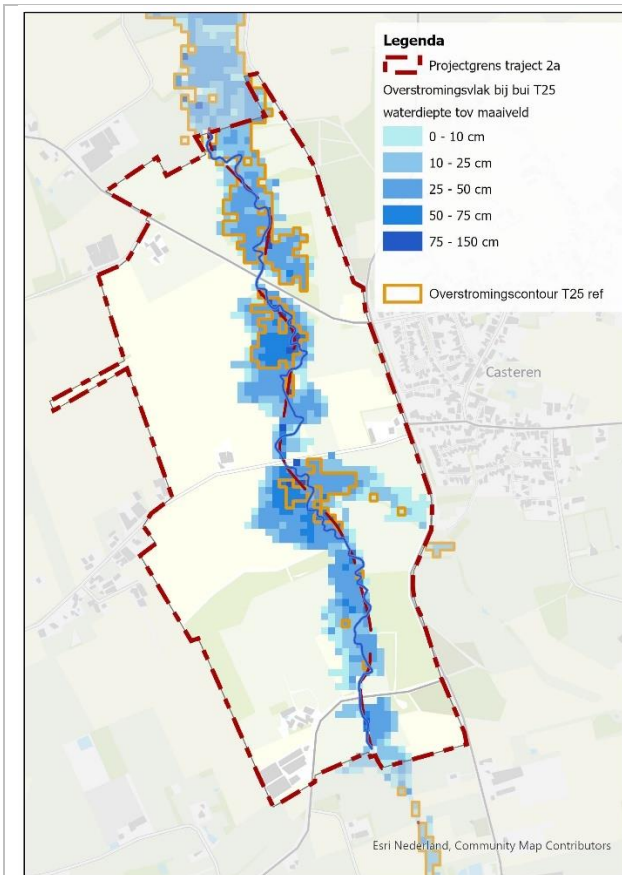 Legenda
Projectgrens traject 2a
Overstromingsvlak bij bui T25
waterdiepte tov maaiveld
0 - 10 cm
10 - 25 cm
25 - 50 cm
50 - 75 cm
75 - 150 cm
Overstromingscontour T25 ref
Casteren
Esri Nederland, Community Map Contributors